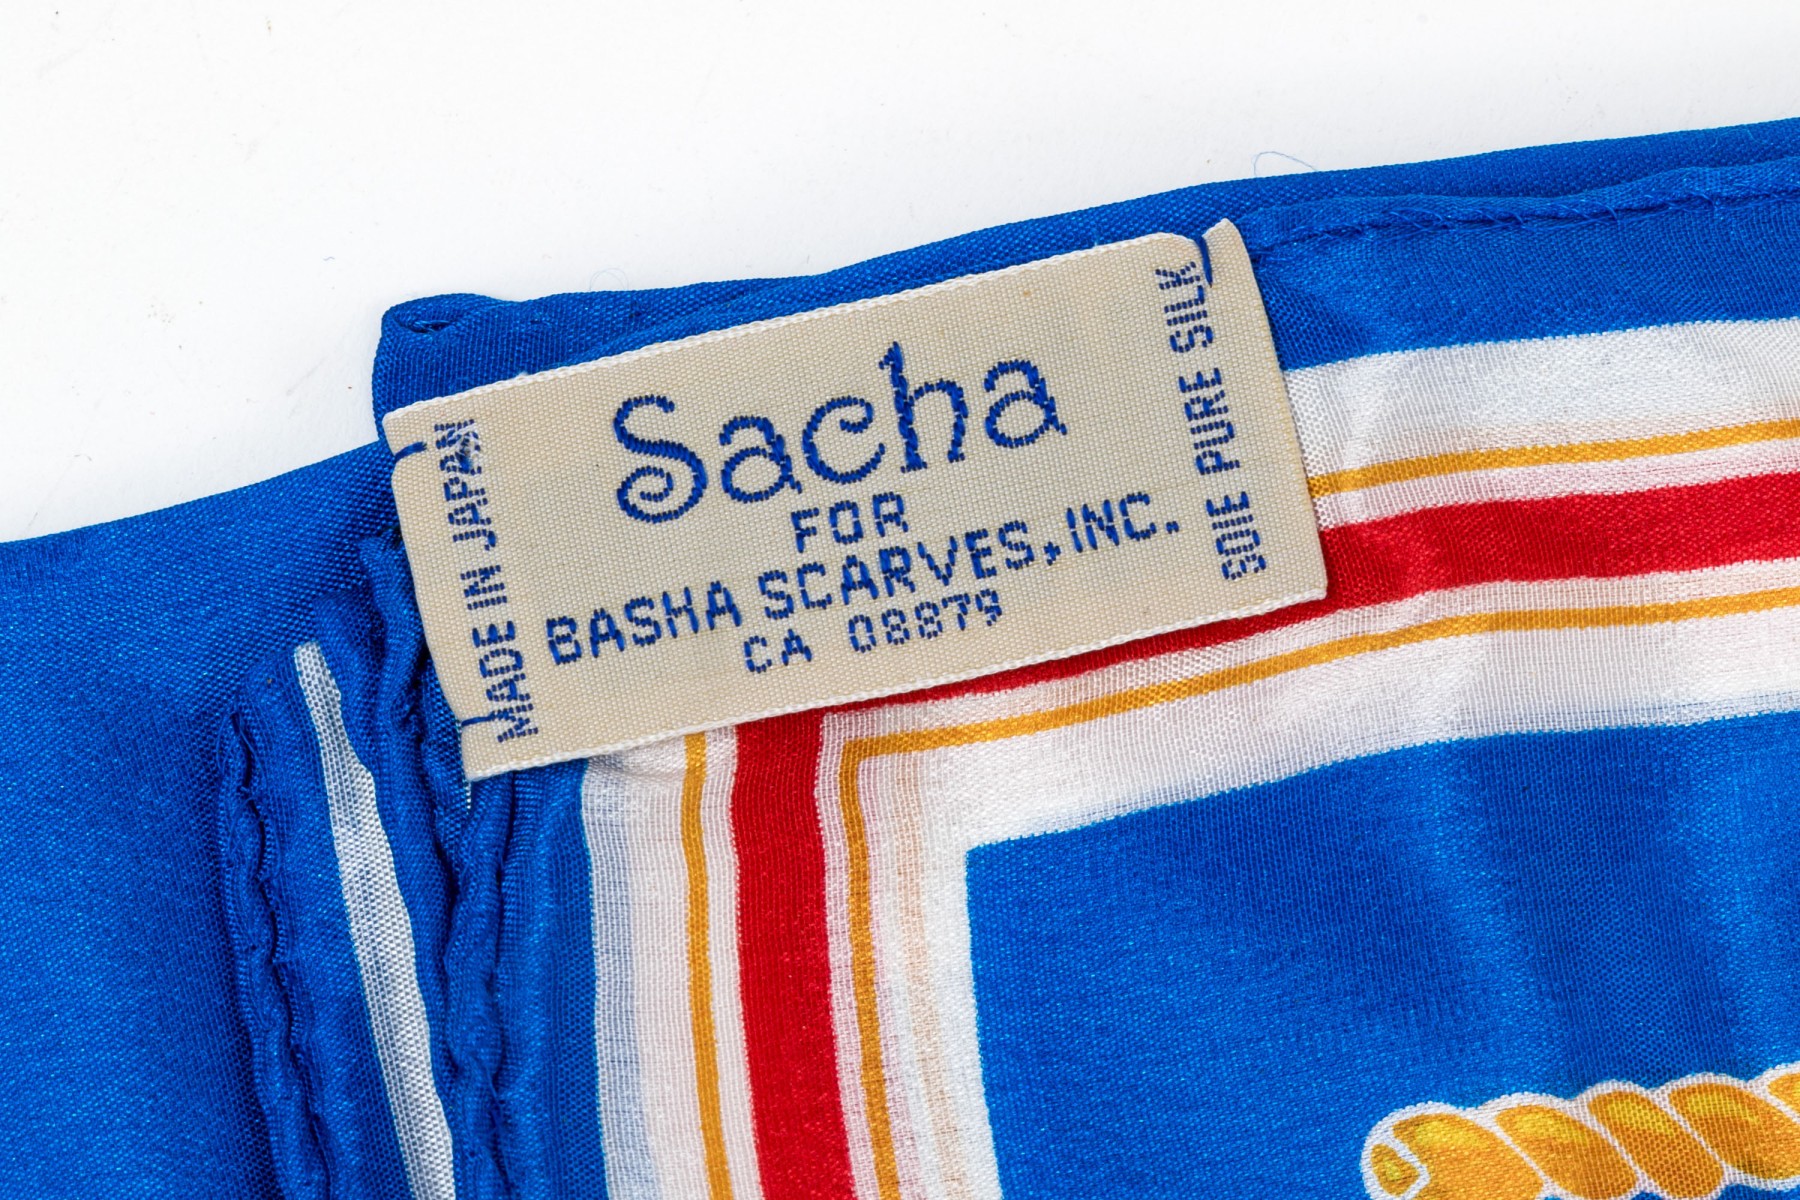 Sacha
FOR
BASHA SCARVES, INC.
CA 08879
MADE IN JAPAN
SOIE PURE SILK